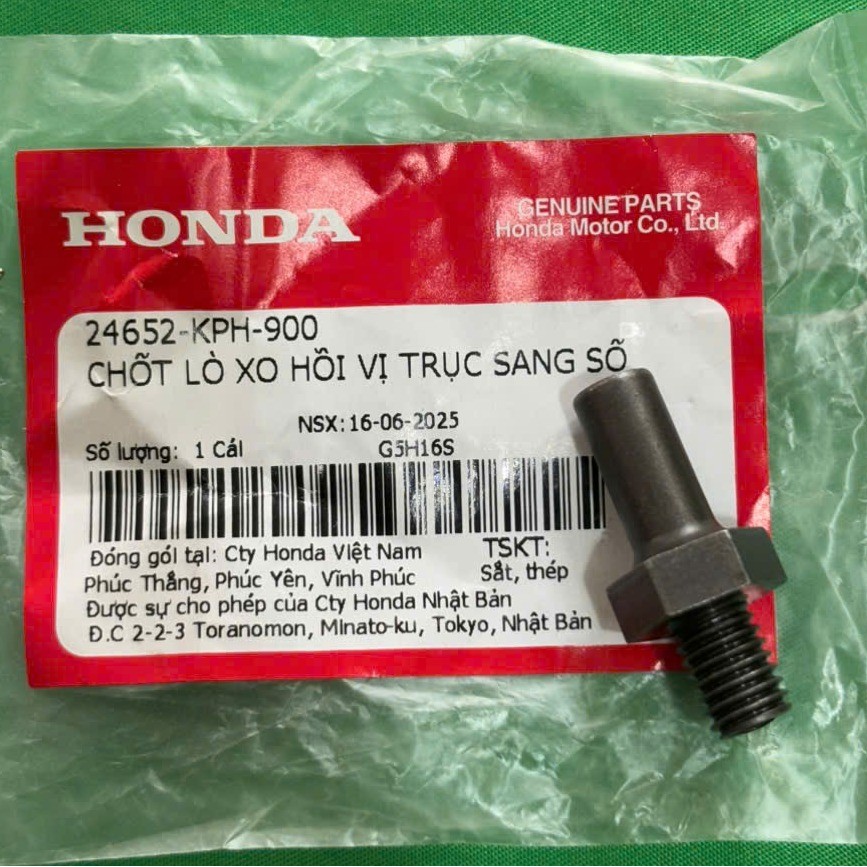 HONDA
GENUINE PARTS
Honda Motor Co., Ltd.
24652-KPH-900
CHỐT LÒ XO HỒI VỊ TRỤC SANG SỐ
NSX: 16-06-2025
Số lượng: 1 Cái
G5H16S
Đóng gói tại: Cty Honda Việt Nam
TSKT:
Phúc Thắng, Phúc Yên, Vĩnh Phúc
Sắt, thép
Được sự cho phép của Cty Honda Nhật Bản
Đ.C 2-2-3 Toranomon, Minato-ku, Tokyo, Nhật Bản